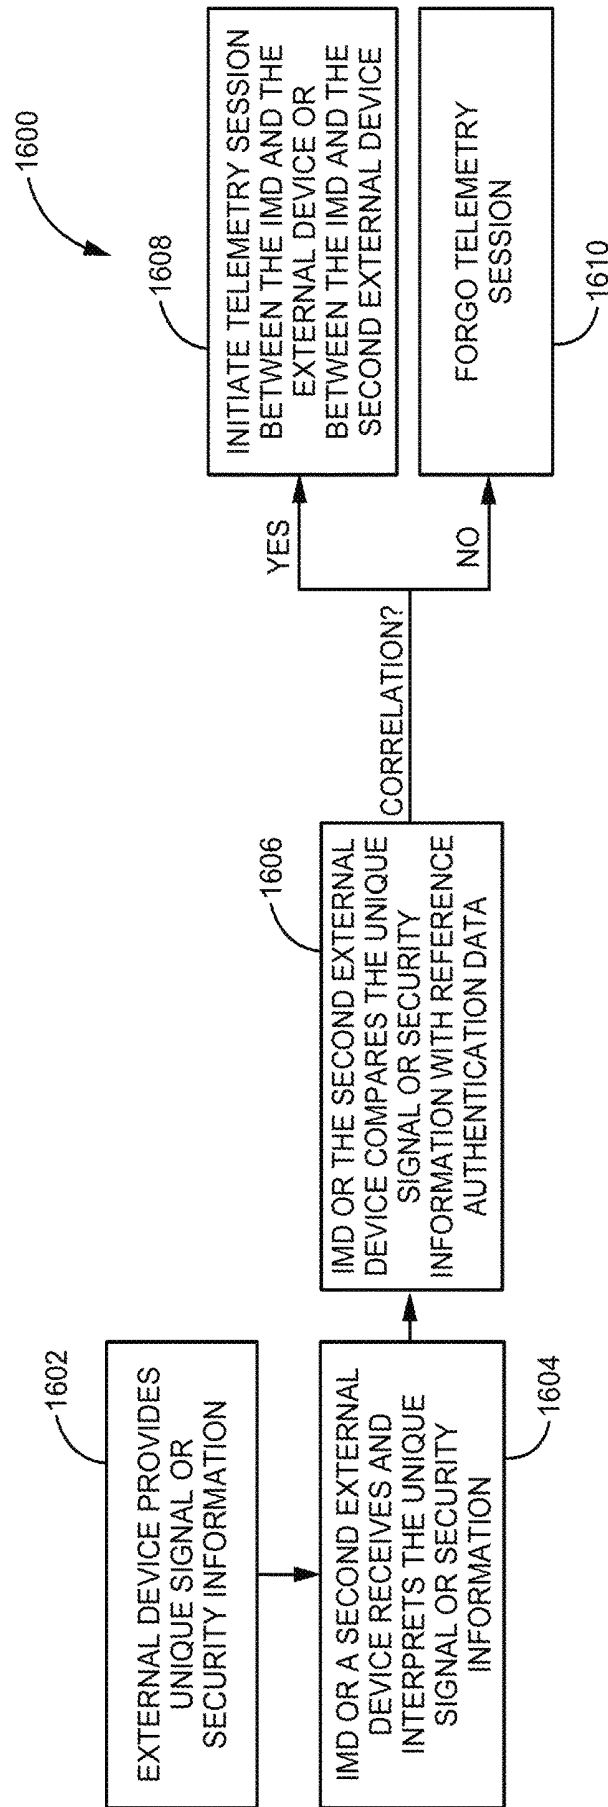 1600
1602
EXTERNAL DEVICE PROVIDES
UNIQUE SIGNAL OR
SECURITY INFORMATION
IMD OR A SECOND EXTERNAL
DEVICE RECEIVES AND
INTERPRETS THE UNIQUE
SIGNAL OR SECURITY
INFORMATION
1604
1606
IMD OR THE SECOND EXTERNAL
DEVICE COMPARES THE UNIQUE
SIGNAL OR SECURITY
INFORMATION WITH REFERENCE
AUTHENTICATION DATA
CORRELATION?
YES
NO
1608
INITIATE TELEMETRY SESSION
BETWEEN THE IMD AND THE
EXTERNAL DEVICE OR
BETWEEN THE IMD AND THE
SECOND EXTERNAL DEVICE
FORGO TELEMETRY
SESSION
1610